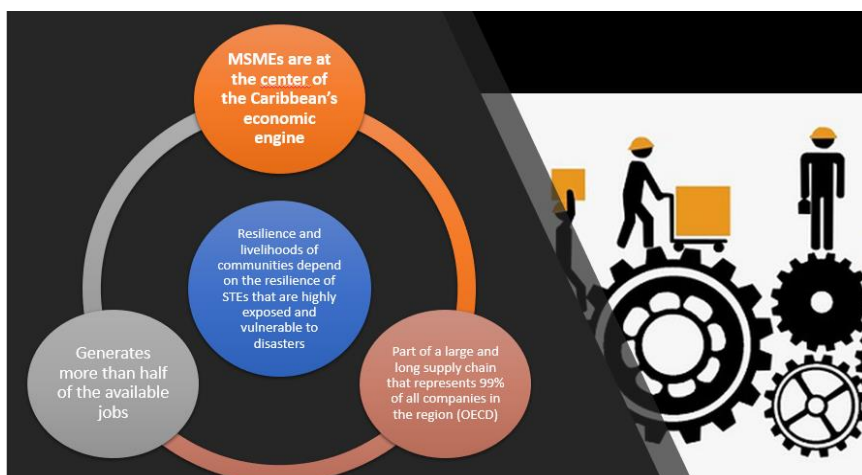 MSMEs are at
the center of
the Caribbean's
economic
engine
Resilience and
livelihoods of
communities depend
on the resilience of
STEs that are highly
exposed and
vulnerable to
disasters
Generates
more than half
of the available
jobs
Part of a large and
long supply chain
that represents 99%
of all companies in
the region (OECD)